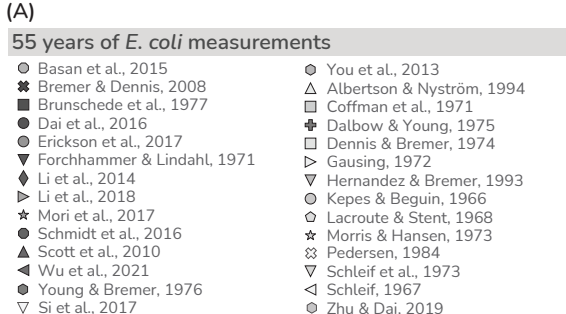 (A)
55 years of E. coli measurements
Basan et al., 2015
Bremer & Dennis, 2008
Brunschede et al., 1977
Dai et al., 2016
Erickson et al., 2017
Forchhammer & Lindahl, 1971
Li et al., 2014
Li et al., 2018
Mori et al., 2017
Schmidt et al., 2016
Scott et al., 2010
Wu et al., 2021
Young & Bremer, 1976
Si et al., 2017
You et al., 2013
Albertson & Nyström, 1994
Coffman et al., 1971
Dalbow & Young, 1975
Dennis & Bremer, 1974
Gausing, 1972
Hernandez & Bremer, 1993
Kepes & Beguin, 1966
Lacroute & Stent, 1968
Morris & Hansen, 1973
Pedersen, 1984
Schleif et al., 1973
Schleif, 1967
Zhu & Dai, 2019